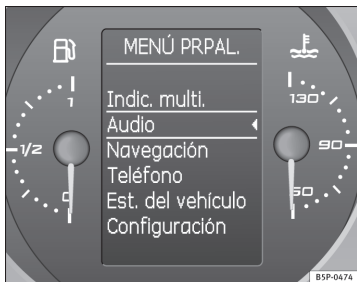 MENÚ PRPAL.
Indic. multi.
Audio
Navegación
Teléfono
Est. del vehículo
Configuración
1
1/2
0
130
90
50
B5P-0474